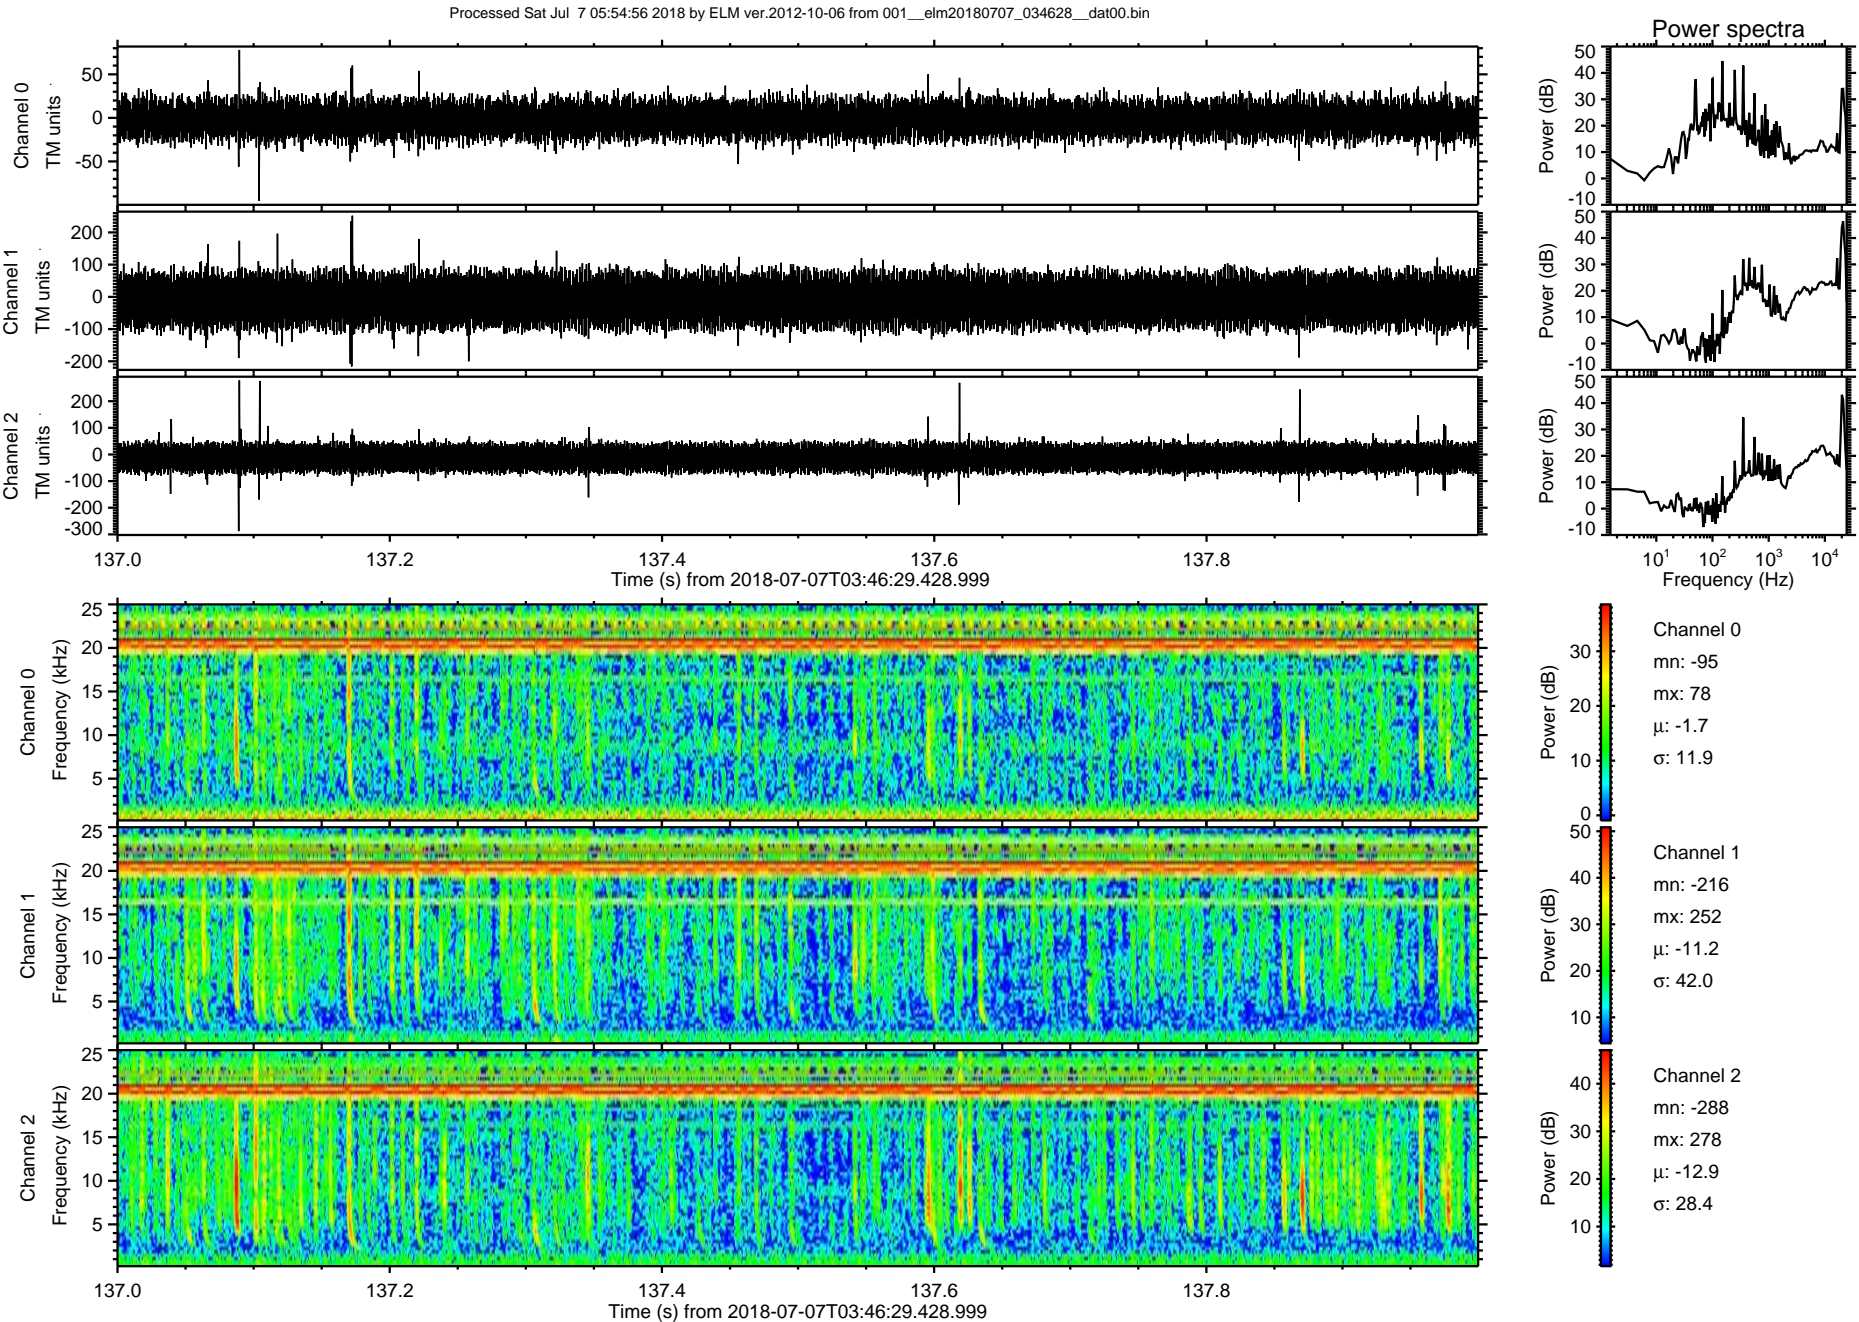 Processed Sat Jul  7 05:54:56 2018 by ELM ver.2012-10-06 from 001__elm20180707_034628__dat00.bin
Power spectra
Channel 0
TM units
50
0
-50
Power (dB)
50
40
30
20
10
0
-10
Channel 1
TM units
200
100
0
-100
-200
Power (dB)
50
40
30
20
10
0
-10
Channel 2
TM units
200
100
0
-100
-200
-300
Power (dB)
50
40
30
20
10
0
-10
137.0 137.2 137.4 137.6 137.8
Time (s) from 2018-07-07T03:46:29.428.999
10¹ 10² 10³ 10⁴
Frequency (Hz)
Channel 0
Frequency (kHz)
25
20
15
10
5
Power (dB)
30
20
10
0
Channel 0
mn: -95
mx: 78
μ: -1.7
σ: 11.9
Channel 1
Frequency (kHz)
25
20
15
10
5
Power (dB)
50
40
30
20
10
Channel 1
mn: -216
mx: 252
μ: -11.2
σ: 42.0
Channel 2
Frequency (kHz)
25
20
15
10
5
Power (dB)
40
30
20
10
Channel 2
mn: -288
mx: 278
μ: -12.9
σ: 28.4
137.0 137.2 137.4 137.6 137.8
Time (s) from 2018-07-07T03:46:29.428.999